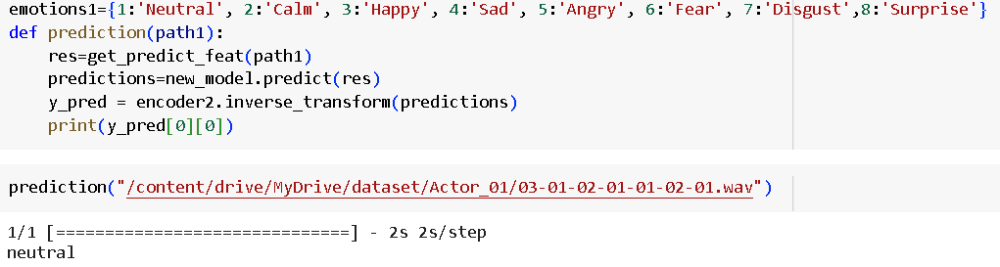 emotions1={1:'Neutral', 2:'Calm', 3:'Happy', 4:'Sad', 5:'Angry', 6:'Fear', 7:'Disgust',8:'Surprise'}
def prediction(path1):
    res=get_predict_feat(path1)
    predictions=new_model.predict(res)
    y_pred = encoder2.inverse_transform(predictions)
    print(y_pred[0][0])
prediction("/content/drive/MyDrive/dataset/Actor_01/03-01-02-01-01-02-01.wav")
1/1 [==============================] - 2s 2s/step
neutral